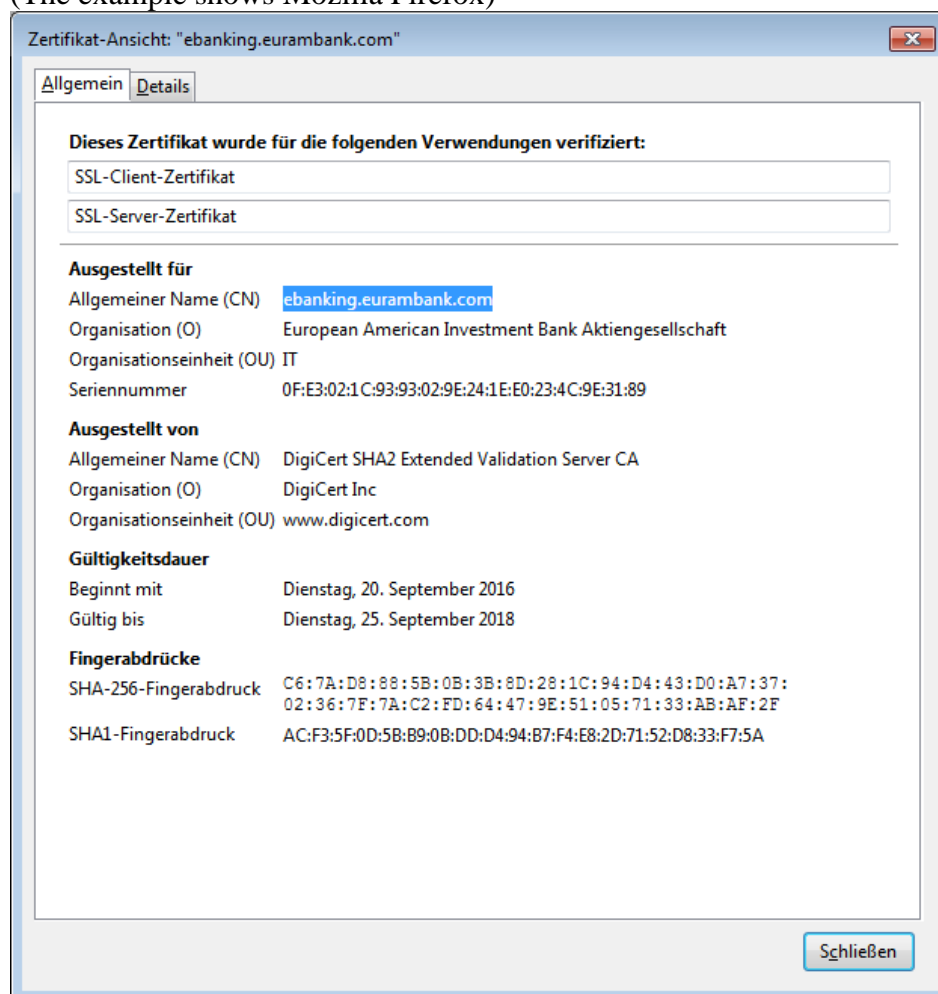 (The example shows Mozilla Firefox)
Zertifikat-Ansicht: "ebanking.eurambank.com"
Allgemein Details
Dieses Zertifikat wurde für die folgenden Verwendungen verifiziert:
SSL-Client-Zertifikat
SSL-Server-Zertifikat
Ausgestellt für
Allgemeiner Name (CN) ebanking.eurambank.com
Organisation (O) European American Investment Bank Aktiengesellschaft
Organisationseinheit (OU) IT
Seriennummer 0F:E3:02:1C:93:93:02:9E:24:1E:E0:23:4C:9E:31:89
Ausgestellt von
Allgemeiner Name (CN) DigiCert SHA2 Extended Validation Server CA
Organisation (O) DigiCert Inc
Organisationseinheit (OU) www.digicert.com
Gültigkeitsdauer
Beginnt mit Dienstag, 20. September 2016
Gültig bis Dienstag, 25. September 2018
Fingerabdrücke
SHA-256-Fingerabdruck C6:7A:D8:88:5B:0B:3B:8D:28:1C:94:D4:43:D0:A7:37:
02:36:7F:7A:C2:FD:64:47:9E:51:05:71:33:AB:AF:2F
SHA1-Fingerabdruck AC:F3:5F:0D:5B:B9:0B:DD:D4:94:B7:F4:E8:2D:71:52:D8:33:F7:5A
Schließen